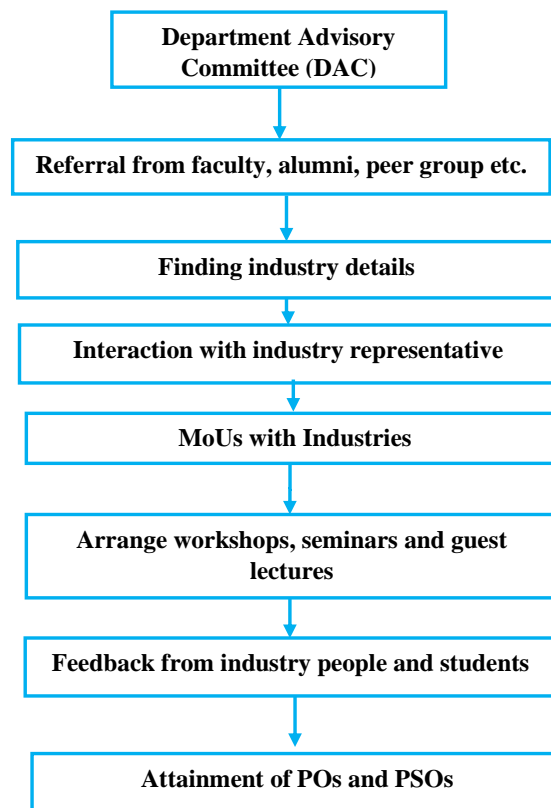 Department Advisory
Committee (DAC)
Referral from faculty, alumni, peer group etc.
Finding industry details
Interaction with industry representative
MoUs with Industries
Arrange workshops, seminars and guest
lectures
Feedback from industry people and students
Attainment of POs and PSOs